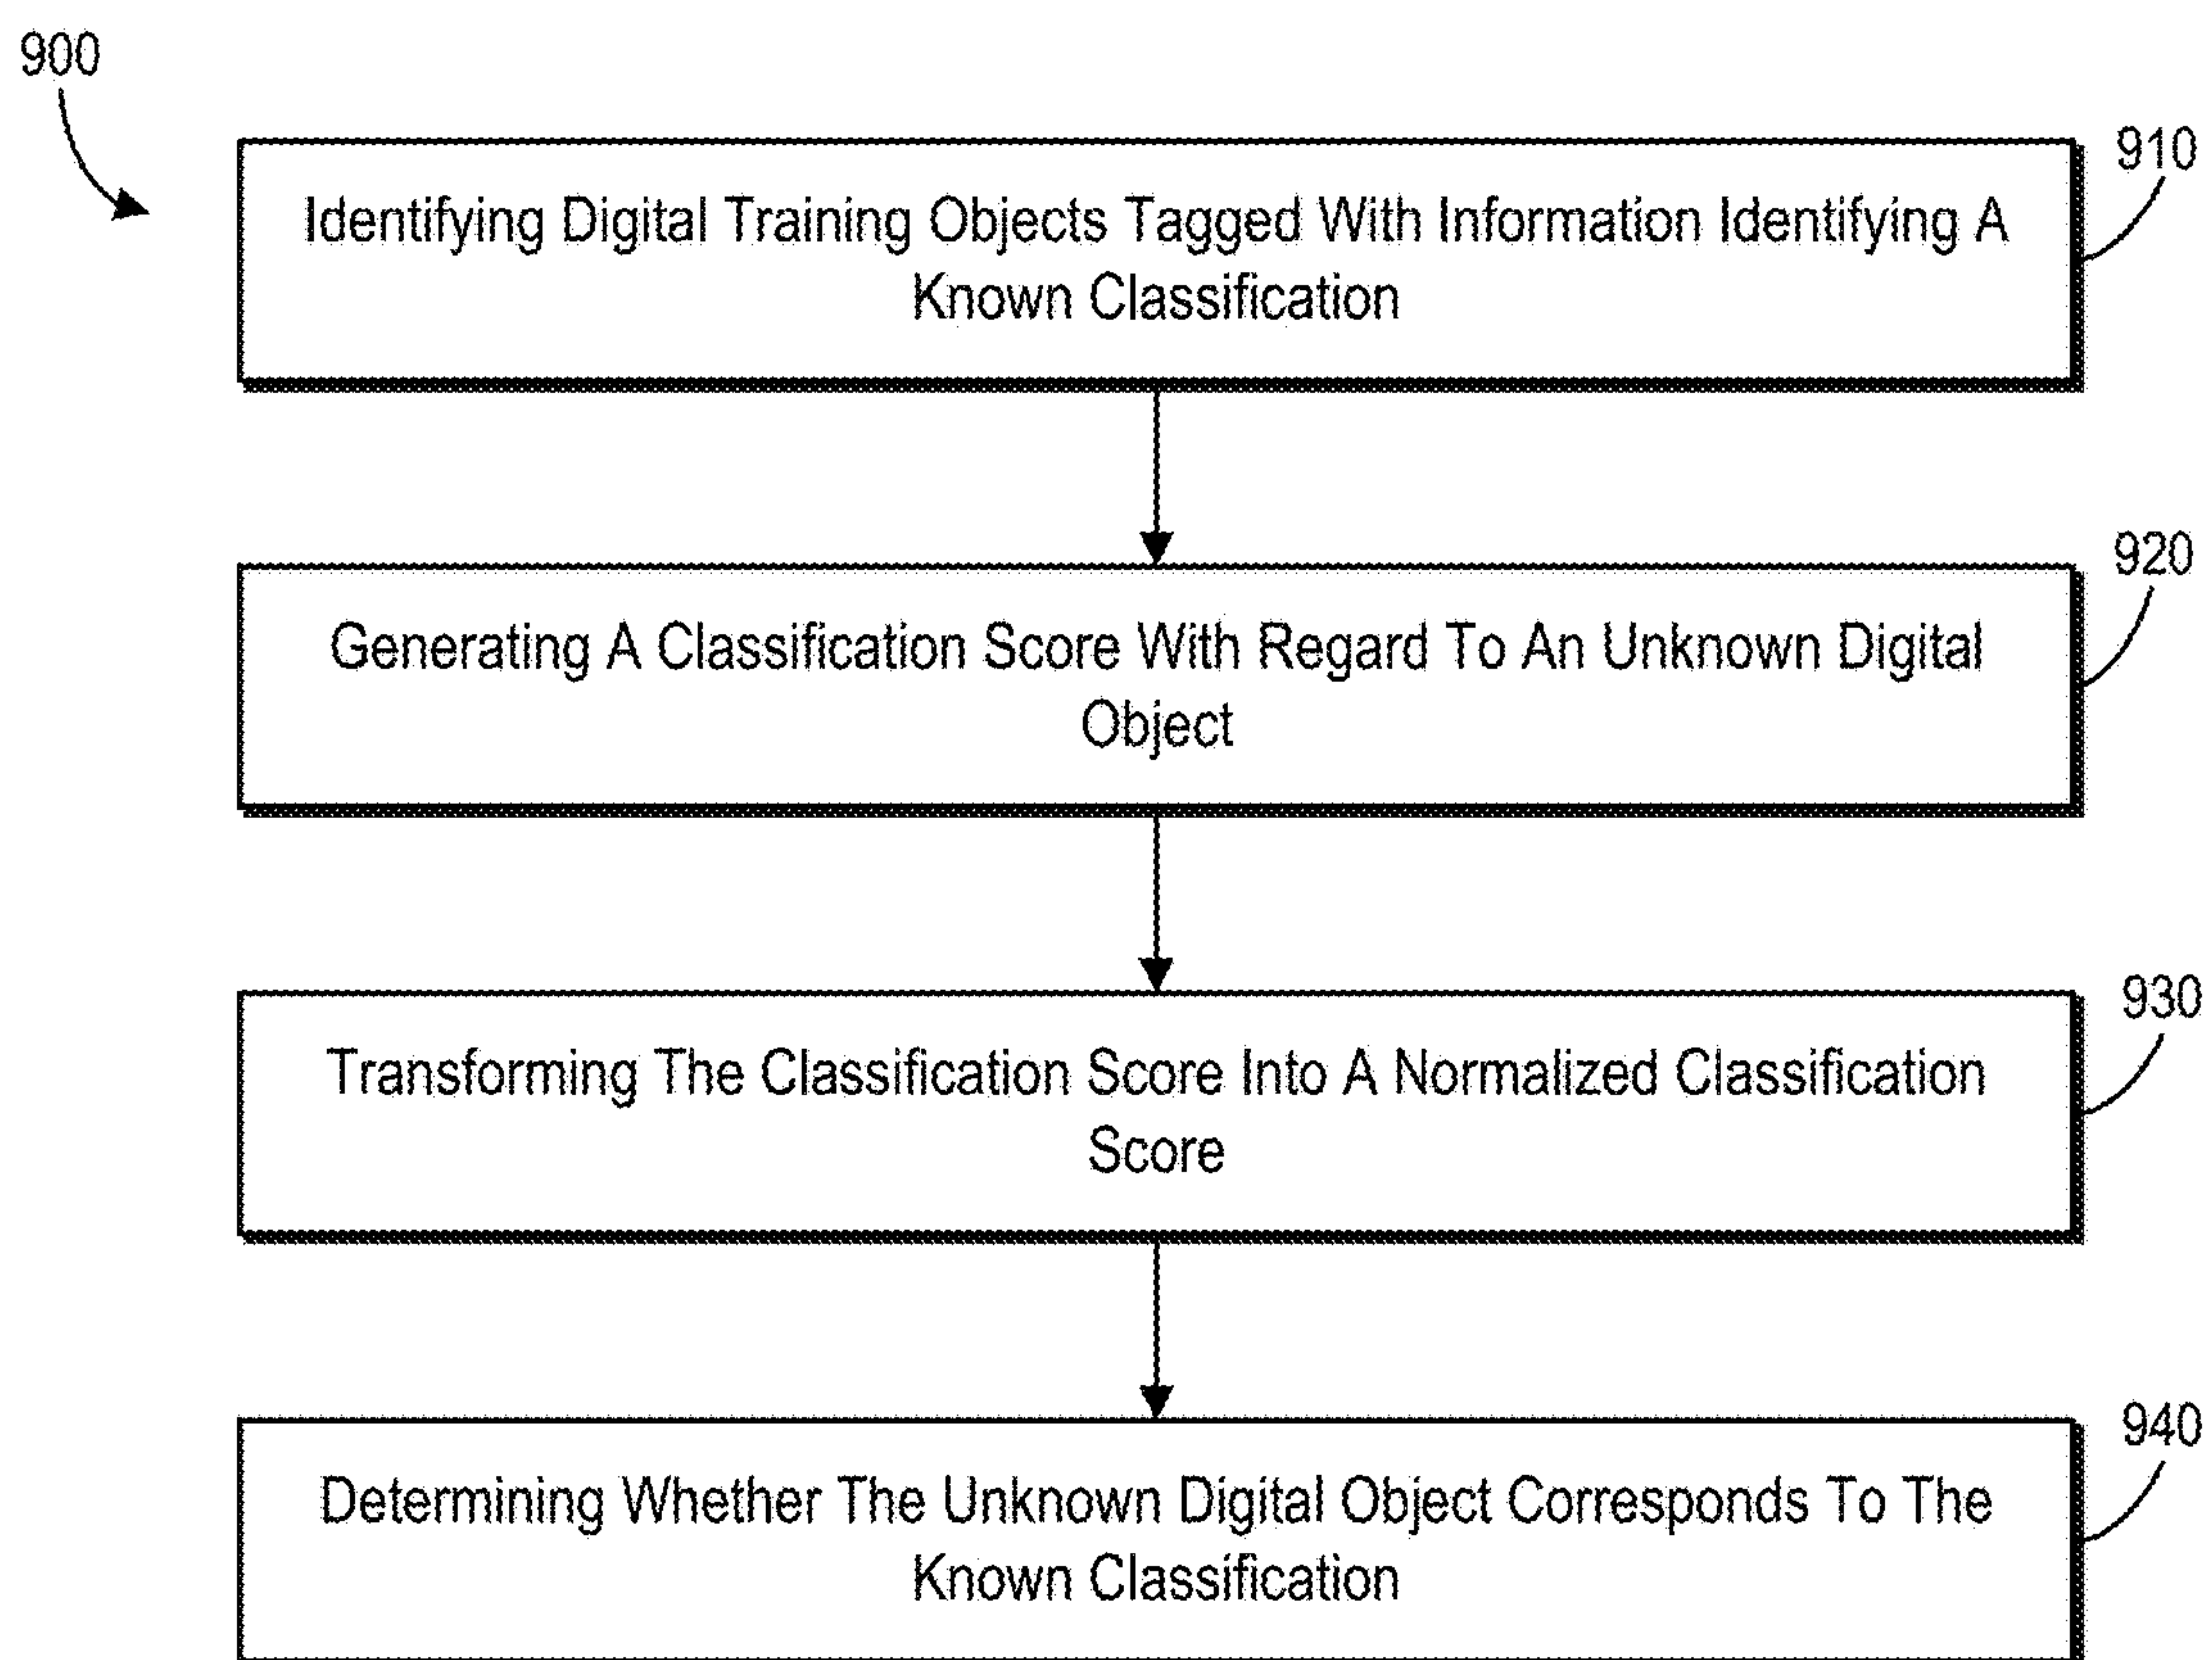 900
910
Identifying Digital Training Objects Tagged With Information Identifying A
Known Classification
920
Generating A Classification Score With Regard To An Unknown Digital
Object
930
Transforming The Classification Score Into A Normalized Classification
Score
940
Determining Whether The Unknown Digital Object Corresponds To The
Known Classification